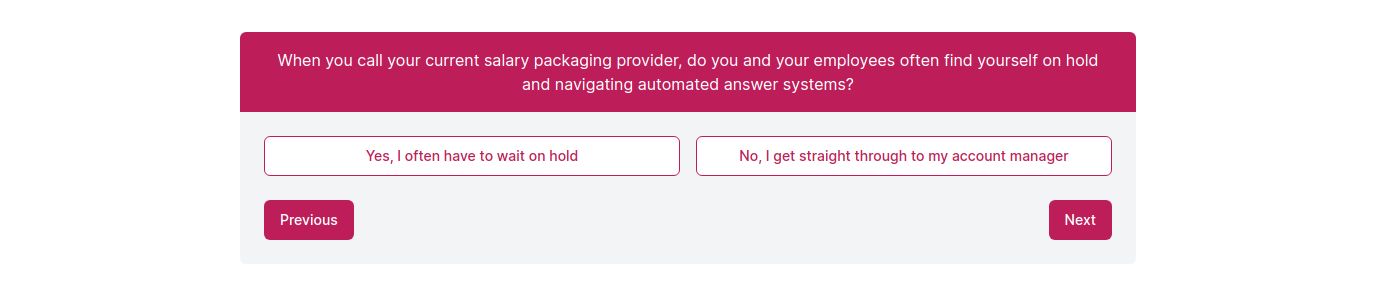 When you call your current salary packaging provider, do you and your employees often find yourself on hold
and navigating automated answer systems?
Yes, I often have to wait on hold
No, I get straight through to my account manager
Previous
Next